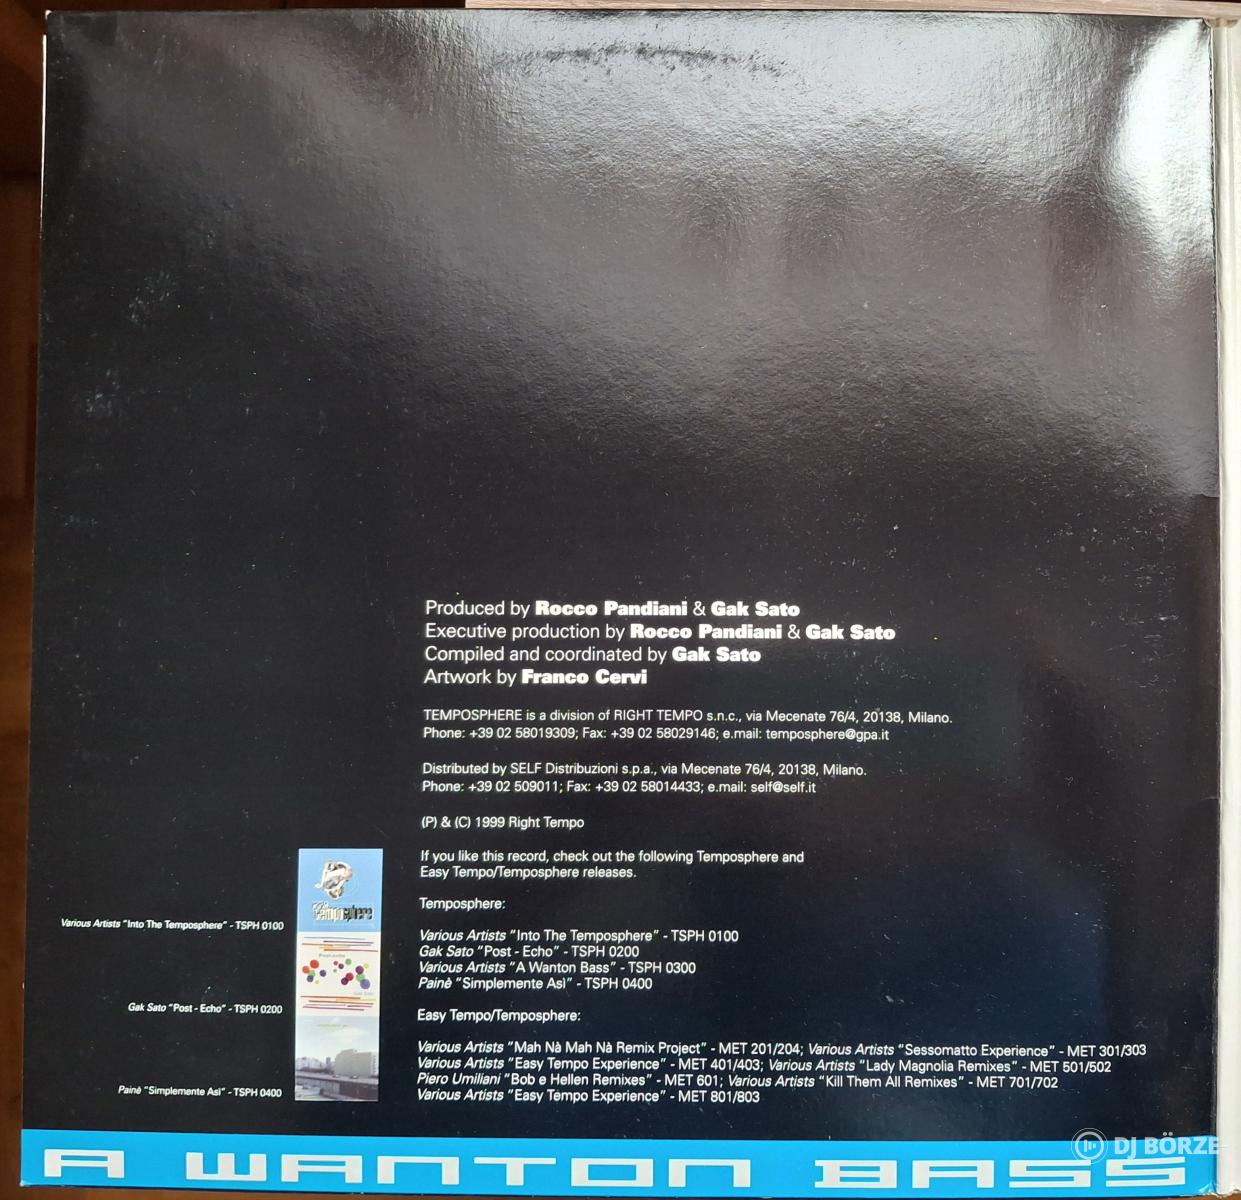 Produced by Rocco Pandiani & Gak Sato
Executive production by Rocco Pandiani & Gak Sato
Compiled and coordinated by Gak Sato
Artwork by Franco Cervi
TEMPOSPHERE is a division of RIGHT TEMPO s.n.c., via Mecenate 76/4, 20138, Milano.
Phone: +39 02 58019309; Fax: +39 02 58029146; e.mail: temposphere@gpa.it
Distributed by SELF Distribuzioni s.p.a., via Mecenate 76/4, 20138, Milano.
Phone: +39 02 509011; Fax: +39 02 58014433; e.mail: self@self.it
(P) & (C) 1999 Right Tempo
If you like this record, check out the following Temposphere and
Easy Tempo/Temposphere releases.
Temposphere:
Various Artists "Into The Temposphere" - TSPH 0100
Gak Sato "Post - Echo" - TSPH 0200
Various Artists "A Wanton Bass" - TSPH 0300
Painè "Simplemente Asì" - TSPH 0400
Easy Tempo/Temposphere:
Various Artists "Mah Nà Mah Nà Remix Project" - MET 201/204; Various Artists "Sessomatto Experience" - MET 301/303
Various Artists "Easy Tempo Experience" - MET 401/403; Various Artists "Lady Magnolia Remixes" - MET 501/502
Piero Umiliani "Bob e Hellen Remixes" - MET 601; Various Artists "Kill Them All Remixes" - MET 701/702
Various Artists "Easy Tempo Experience" - MET 801/803
Various Artists "Into The Temposphere" - TSPH 0100
temposphere
Gak Sato "Post - Echo" - TSPH 0200
Painè "Simplemente Asì" - TSPH 0400
A WANTON BASS
DJ BÖRZE